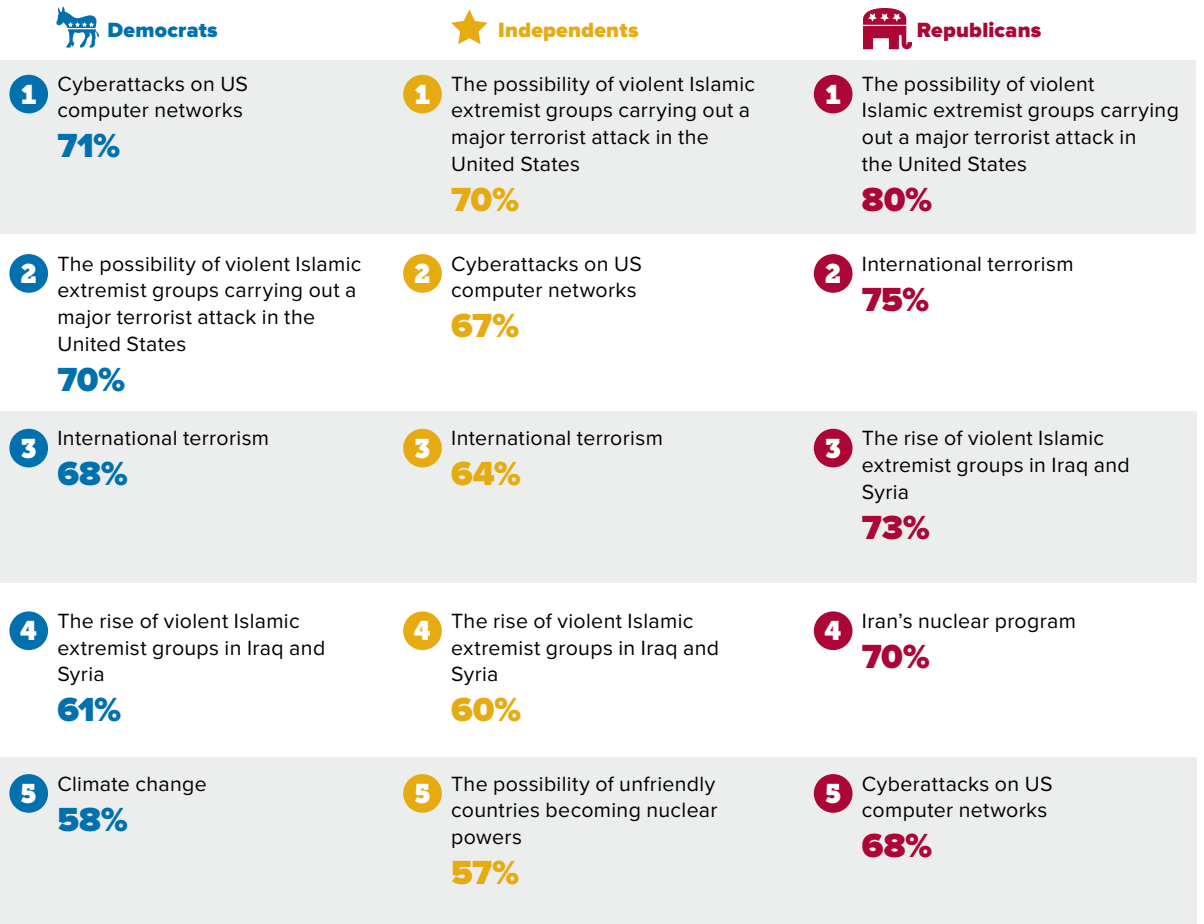 Democrats
Independents
Republicans
1
Cyberattacks on US
computer networks
71%
1
The possibility of violent Islamic
extremist groups carrying out a
major terrorist attack in the
United States
70%
1
The possibility of violent
Islamic extremist groups carrying
out a major terrorist attack in
the United States
80%
2
The possibility of violent Islamic
extremist groups carrying out a
major terrorist attack in the
United States
70%
2
Cyberattacks on US
computer networks
67%
2
International terrorism
75%
3
International terrorism
68%
3
International terrorism
64%
3
The rise of violent Islamic
extremist groups in Iraq and
Syria
73%
4
The rise of violent Islamic
extremist groups in Iraq and
Syria
61%
4
The rise of violent Islamic
extremist groups in Iraq and
Syria
60%
4
Iran’s nuclear program
70%
5
Climate change
58%
5
The possibility of unfriendly
countries becoming nuclear
powers
57%
5
Cyberattacks on US
computer networks
68%